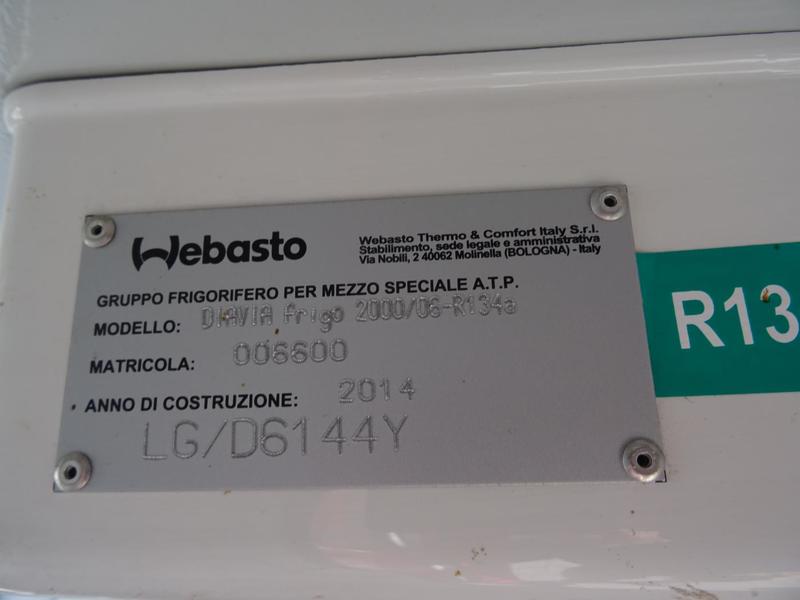 Webasto
Webasto Thermo & Comfort Italy S.r.l.
Stabilimento, sede legale e amministrativa
Via Nobili, 2 40062 Molinella (BOLOGNA) - Italy
GRUPPO FRIGORIFERO PER MEZZO SPECIALE A.T.P.
MODELLO: DIAVIA Frigo 2000/06-R134a
MATRICOLA: 006600
ANNO DI COSTRUZIONE: 2014
LG/D6144Y
R13